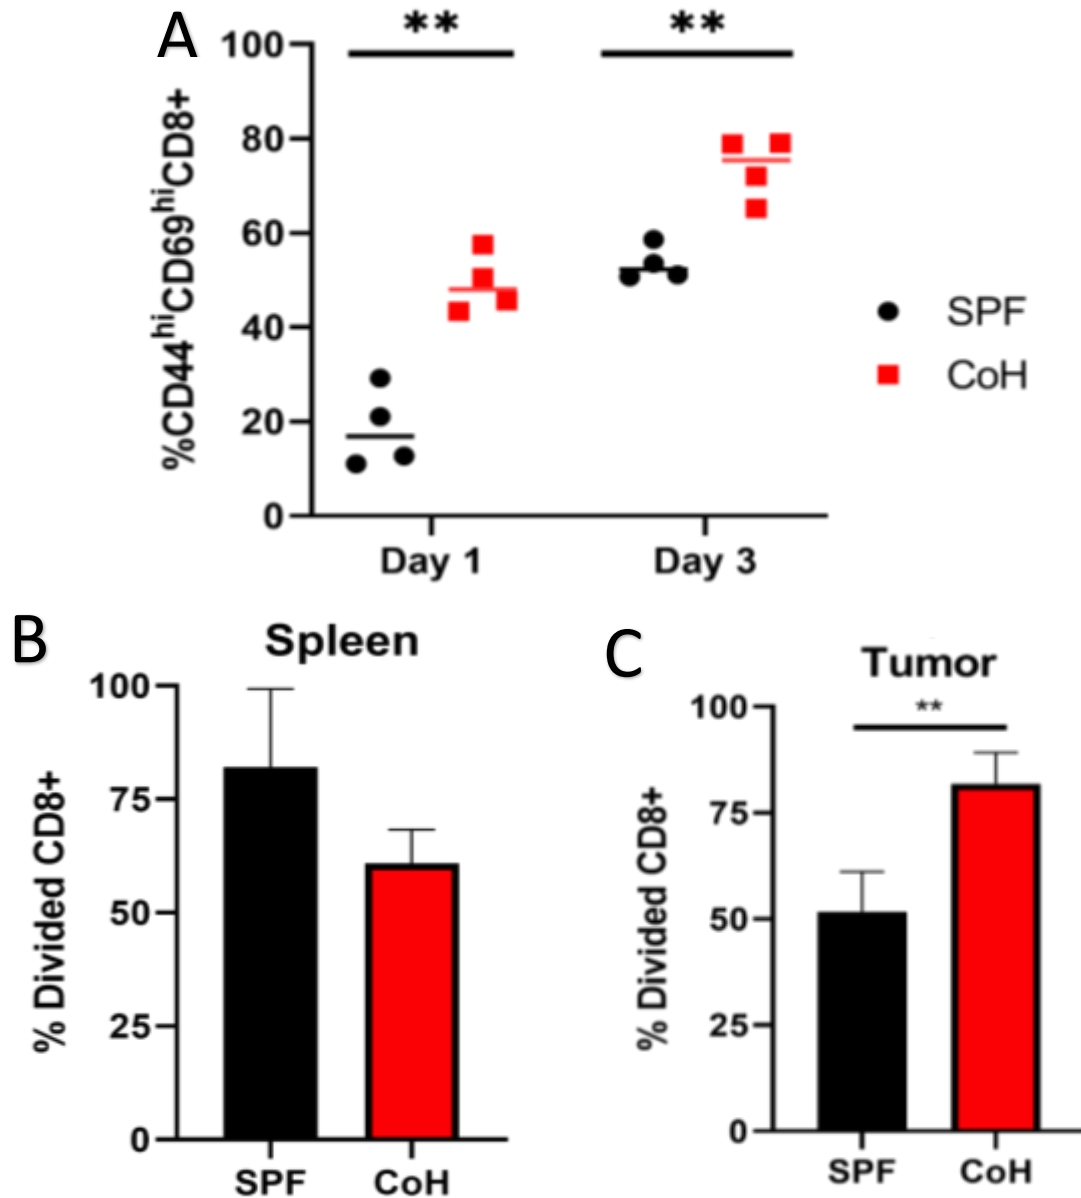 A
** **
100
80
60
40
20
0
%CD44hiCD69hiCD8+
Day 1 Day 3
SPF
CoH
B
Spleen
100
75
50
25
0
% Divided CD8+
SPF CoH
C
Tumor
**
100
75
50
25
0
% Divided CD8+
SPF CoH